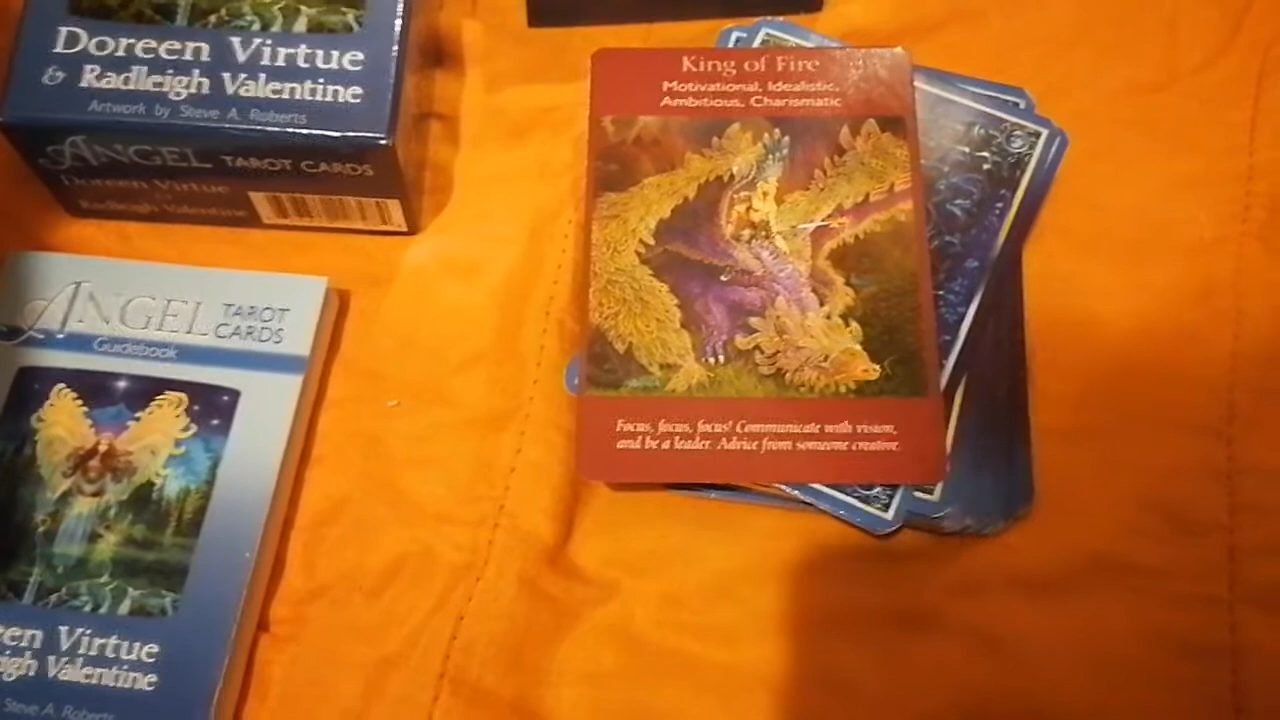 Doreen Virtue
& Radleigh Valentine
Artwork by Steve A. Roberts
ANGEL TAROT CARDS
Doreen Virtue
&
Radleigh Valentine
ANGEL TAROT CARDS
Guidebook
Virtue
Valentine
Steve A. Roberts
King of Fire
Motivational, Idealistic,
Ambitious, Charismatic
Focus, focus, focus! Communicate with vision,
and be a leader. Advice from someone creative.